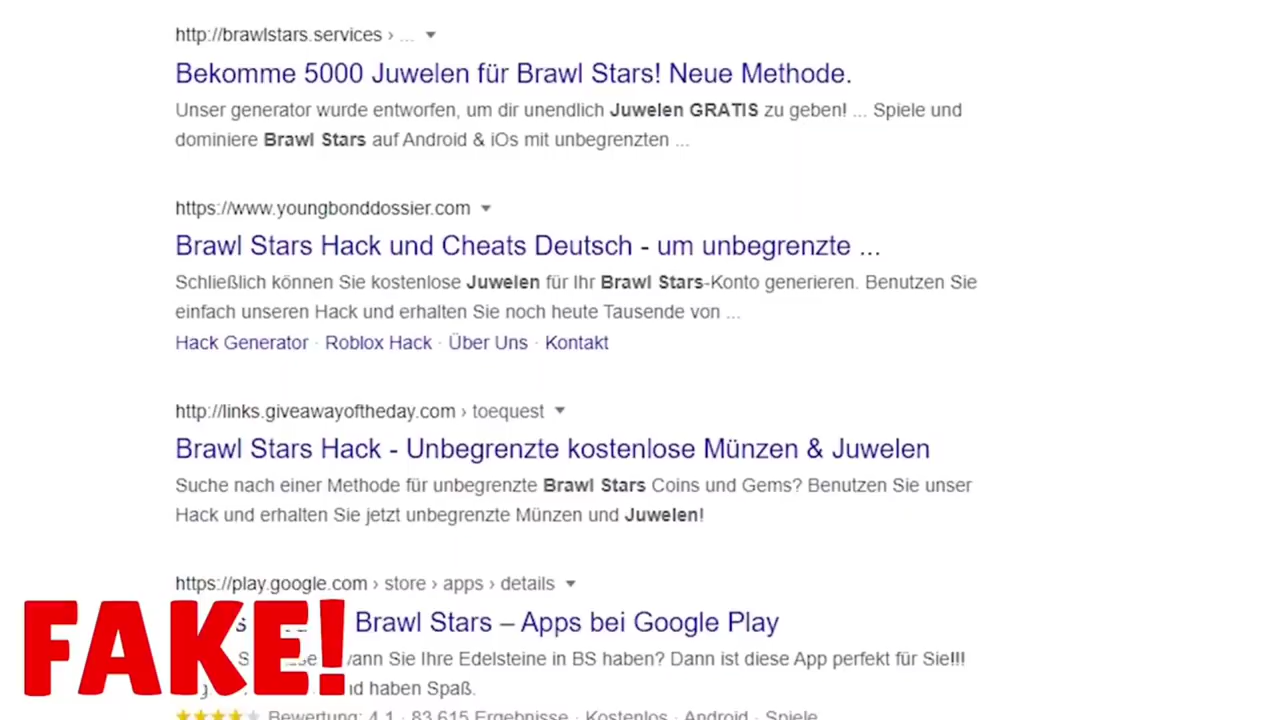 http://brawlstars.services › ...
Bekomme 5000 Juwelen für Brawl Stars! Neue Methode.
Unser generator wurde entworfen, um dir unendlich Juwelen GRATIS zu geben! ... Spiele und
dominiere Brawl Stars auf Android & iOs mit unbegrenzten ...
https://www.youngbonddossier.com
Brawl Stars Hack und Cheats Deutsch - um unbegrenzte ...
Schließlich können Sie kostenlose Juwelen für Ihr Brawl Stars-Konto generieren. Benutzen Sie
einfach unseren Hack und erhalten Sie noch heute Tausende von ...
Hack Generator · Roblox Hack · Über Uns · Kontakt
http://links.giveawayoftheday.com › toequest
Brawl Stars Hack - Unbegrenzte kostenlose Münzen & Juwelen
Suche nach einer Methode für unbegrenzte Brawl Stars Coins und Gems? Benutzen Sie unser
Hack und erhalten Sie jetzt unbegrenzte Münzen und Juwelen!
https://play.google.com › store › apps › details
Brawl Stars – Apps bei Google Play
wann Sie Ihre Edelsteine in BS haben? Dann ist diese App perfekt für Sie!!!
haben Spaß.
Bewertung: 4,1 · 83.615 Ergebnisse · Kostenlos · Android · Spiele
FAKE!